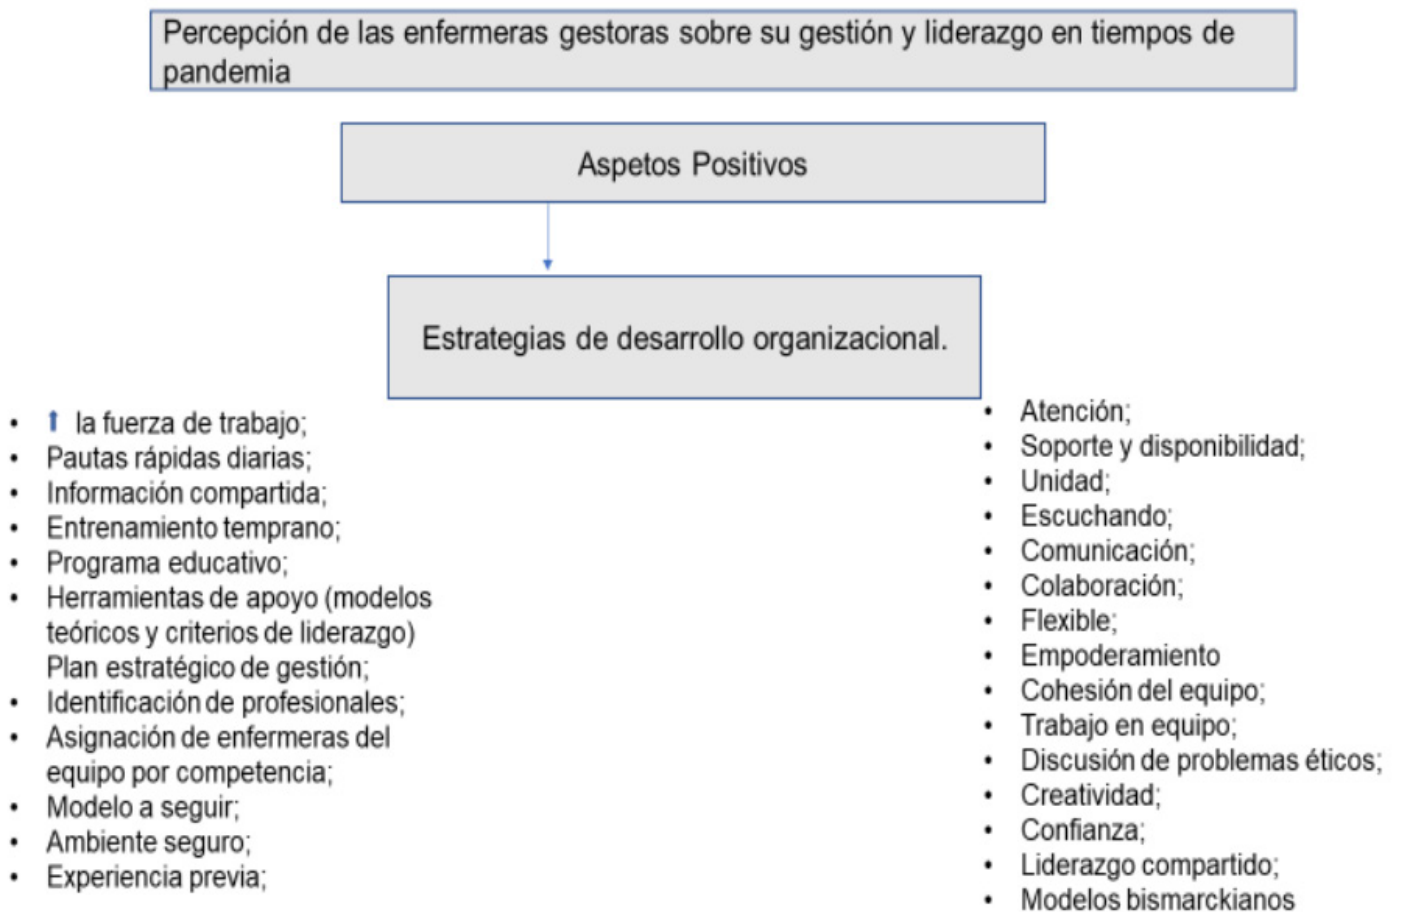 Percepción de las enfermeras gestoras sobre su gestión y liderazgo en tiempos de
pandemia
Aspetos Positivos
Estrategias de desarrollo organizacional.
• ⬆ la fuerza de trabajo;
• Pautas rápidas diarias;
• Información compartida;
• Entrenamiento temprano;
• Programa educativo;
• Herramientas de apoyo (modelos
teóricos y criterios de liderazgo)
Plan estratégico de gestión;
• Identificación de profesionales;
• Asignación de enfermeras del
equipo por competencia;
• Modelo a seguir;
• Ambiente seguro;
• Experiencia previa;
• Atención;
• Soporte y disponibilidad;
• Unidad;
• Escuchando;
• Comunicación;
• Colaboración;
• Flexible;
• Empoderamiento
• Cohesión del equipo;
• Trabajo en equipo;
• Discusión de problemas éticos;
• Creatividad;
• Confianza;
• Liderazgo compartido;
• Modelos bismarckianos